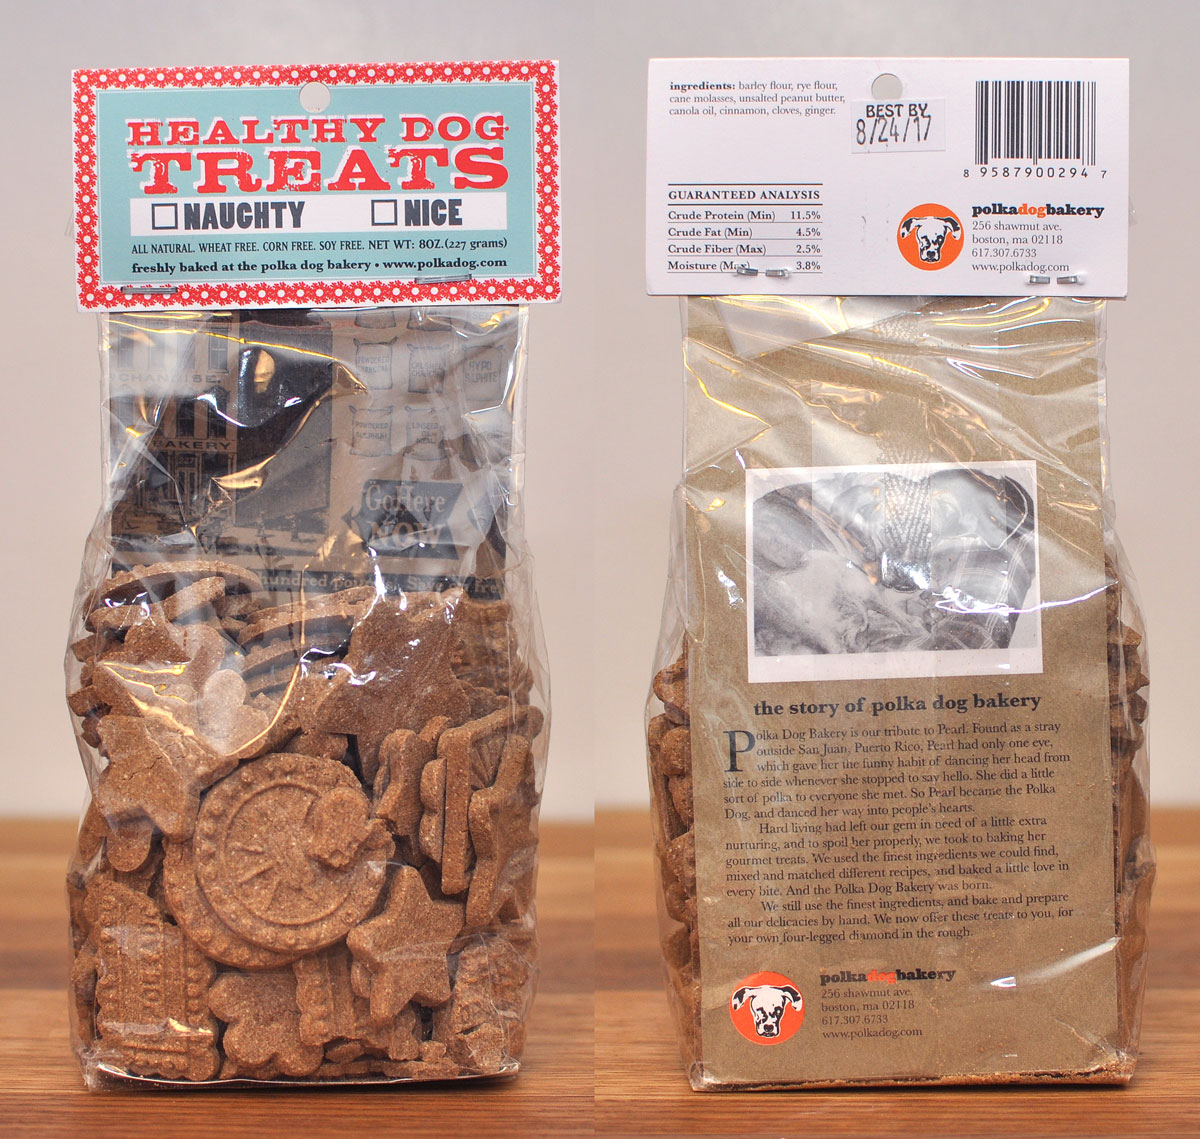 HEALTHY DOG
TREATS
NAUGHTY NICE
ALL NATURAL. WHEAT FREE. CORN FREE. SOY FREE. NET WT: 8OZ.(227 grams)
freshly baked at the polka dog bakery • www.polkadog.com
CHANDISE.
BAKERY
POWDERED
LINSEED
MEAL
Go Here
NOW
hundred
ingredients: barley flour, rye flour,
cane molasses, unsalted peanut butter,
canola oil, cinnamon, cloves, ginger.
BEST BY
8/24/17
8 95879 00294 7
GUARANTEED ANALYSIS
Crude Protein (Min) 11.5%
Crude Fat (Min) 4.5%
Crude Fiber (Max) 2.5%
Moisture (Max) 3.8%
polkadogbakery
256 shawmut ave.
boston, ma 02118
617.307.6733
www.polkadog.com
the story of polka dog bakery
Polka Dog Bakery is our tribute to Pearl. Found as a stray
outside San Juan, Puerto Rico, Pearl had only one eye,
which gave her the funny habit of dancing her head from
side to side whenever she stopped to say hello. She did a little
sort of polka to everyone she met. So Pearl became the Polka
Dog, and danced her way into people's hearts.
Hard living had left our gem in need of a little extra
nurturing, and to spoil her properly, we took to baking her
gourmet treats. We used the finest ingredients we could find,
mixed and matched different recipes, and baked a little love in
every bite. And the Polka Dog Bakery was born.
We still use the finest ingredients, and bake and prepare
all our delicacies by hand. We now offer these treats to you, for
your own four-legged diamond in the rough.
polkadogbakery
256 shawmut ave.
boston, ma 02118
617.307.6733
www.polkadog.com